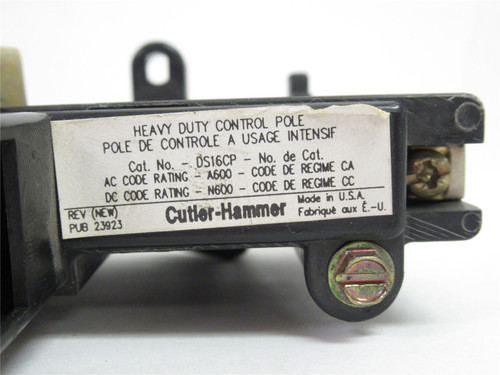 HEAVY DUTY CONTROL POLE
POLE DE CONTROLE A USAGE INTENSIF
Cat. No. - DS16CP - No. de Cat.
AC CODE RATING - A600 - CODE DE REGIME CA
DC CODE RATING - N600 - CODE DE REGIME CC
REV (NEW)
PUB 23923
Cutler-Hammer
Made in U.S.A.
Fabriqué aux É.-U.